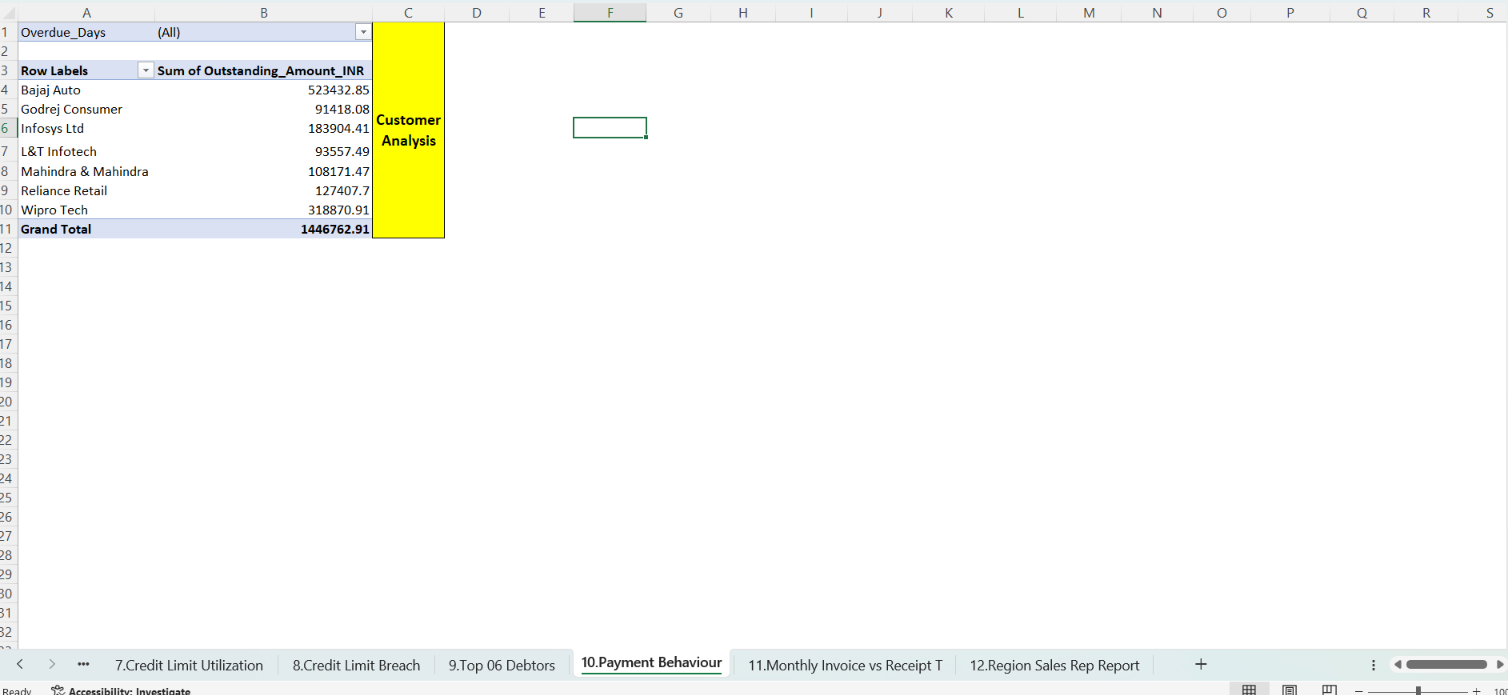 A B C D E F G H I J K L M N O P Q R S
1 Overdue_Days (All)
2
3 Row Labels Sum of Outstanding_Amount_INR
4 Bajaj Auto 523432.85
5 Godrej Consumer 91418.08
6 Infosys Ltd 183904.41
7 L&T Infotech 93557.49
8 Mahindra & Mahindra 108171.47
9 Reliance Retail 127407.7
10 Wipro Tech 318870.91
11 Grand Total 1446762.91
Customer
Analysis
12
13
14
15
16
17
18
19
20
21
22
23
24
25
26
27
28
29
30
31
32
7.Credit Limit Utilization 8.Credit Limit Breach 9.Top 06 Debtors 10.Payment Behaviour 11.Monthly Invoice vs Receipt T 12.Region Sales Rep Report
Ready Accessibility: Investigate